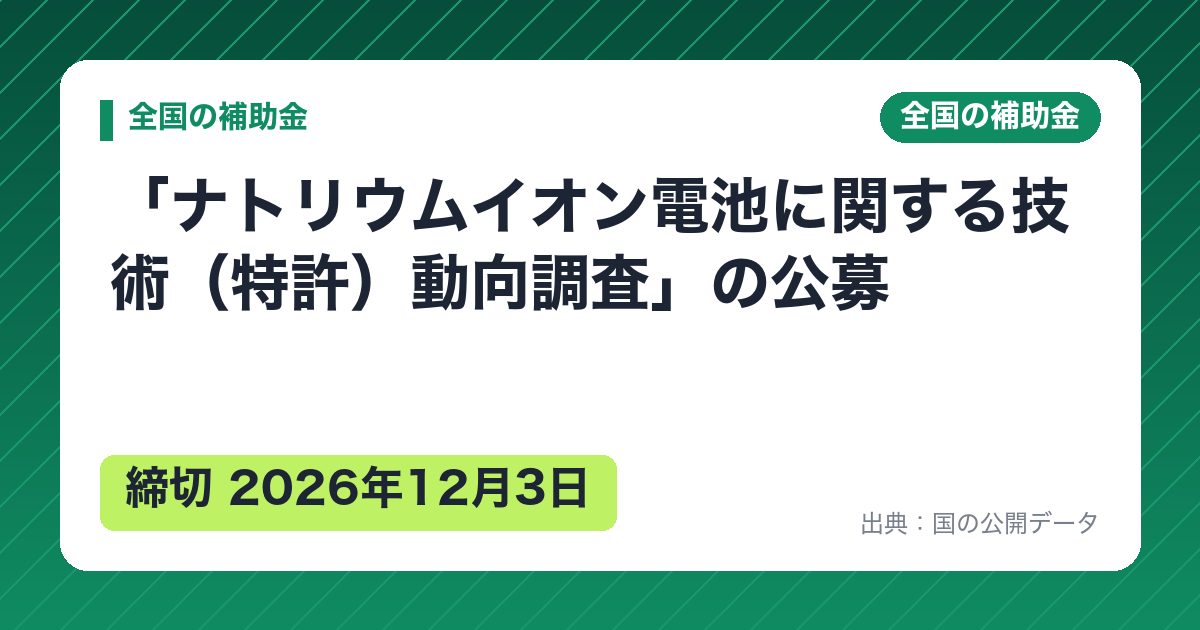 全国の補助金
全国の補助金
「ナトリウムイオン電池に関する技
術（特許）動向調査」の公募
締切 2026年12月3日
出典：国の公開データ